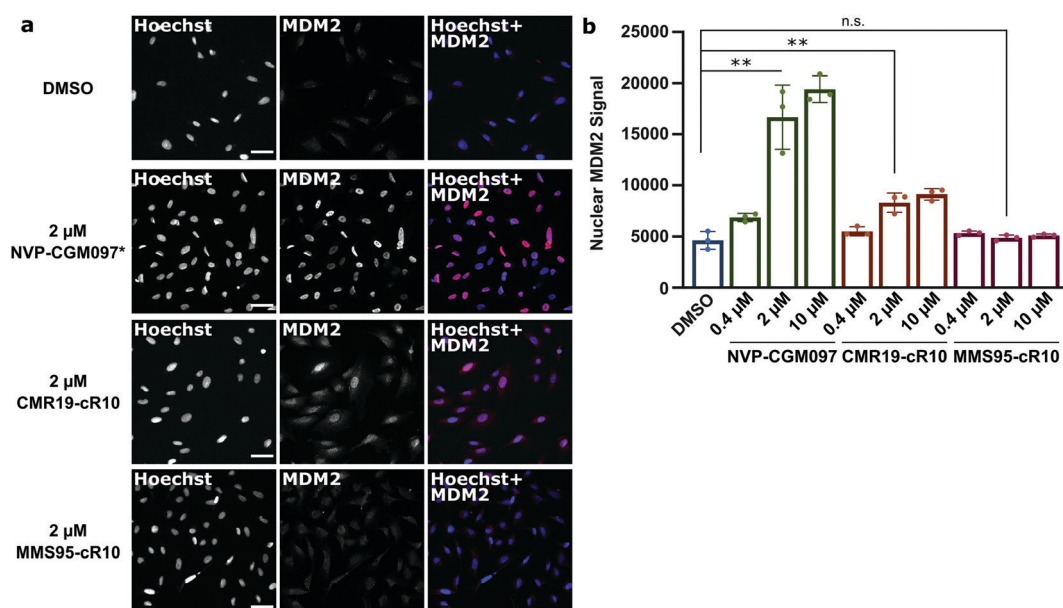 a
Hoechst MDM2 Hoechst+
MDM2
DMSO
Hoechst MDM2 Hoechst+
MDM2
2 µM
NVP-CGM097*
Hoechst MDM2 Hoechst+
MDM2
2 µM
CMR19-cR10
Hoechst MDM2 Hoechst+
MDM2
2 µM
MMS95-cR10
b
n.s.
**
**
25000
20000
15000
10000
5000
0
Nuclear MDM2 Signal
DMSO 0.4 µM 2 µM 10 µM 0.4 µM 2 µM 10 µM 0.4 µM 2 µM 10 µM
NVP-CGM097 CMR19-cR10 MMS95-cR10